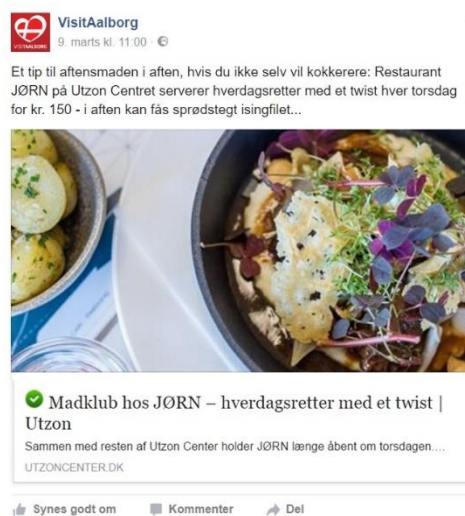 VisitAalborg
VISITAALBORG
9. marts kl. 11:00 ·
Et tip til aftensmaden i aften, hvis du ikke selv vil kokkerere: Restaurant
JØRN på Utzon Centret serverer hverdagsretter med et twist hver torsdag
for kr. 150 - i aften kan fås sprødstegt isingfilet...
Madklub hos JØRN – hverdagsretter med et twist |
Utzon
Sammen med resten af Utzon Center holder JØRN længe åbent om torsdagen....
UTZONCENTER.DK
Synes godt om Kommenter Del